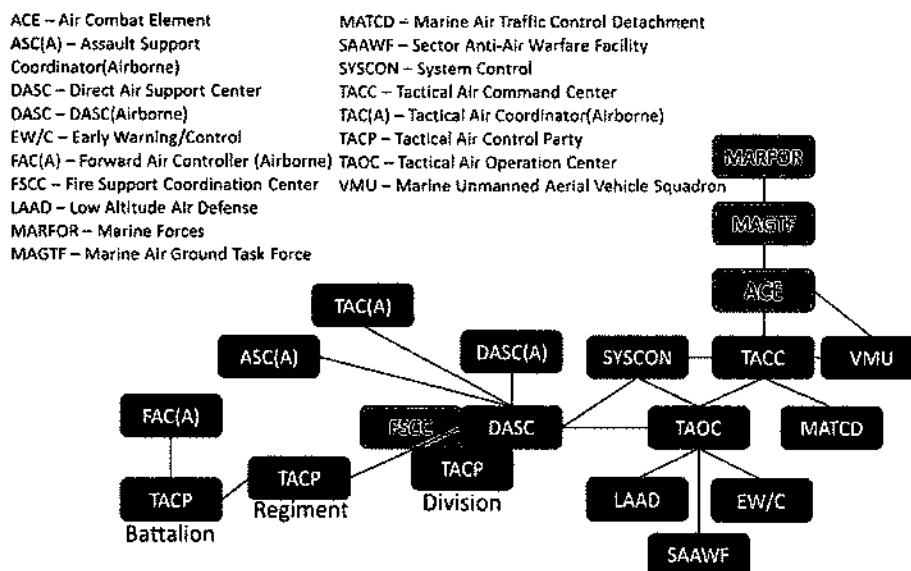 ACE – Air Combat Element
ASC(A) – Assault Support
Coordinator(Airborne)
DASC – Direct Air Support Center
DASC – DASC(Airborne)
EW/C – Early Warning/Control
FAC(A) – Forward Air Controller (Airborne)
FSCC – Fire Support Coordination Center
LAAD – Low Altitude Air Defense
MARFOR – Marine Forces
MAGTF – Marine Air Ground Task Force
MATCD – Marine Air Traffic Control Detachment
SAAWF – Sector Anti-Air Warfare Facility
SYSCON – System Control
TACC – Tactical Air Command Center
TAC(A) – Tactical Air Coordinator(Airborne)
TACP – Tactical Air Control Party
TAOC – Tactical Air Operation Center
VMU – Marine Unmanned Aerial Vehicle Squadron
MARFOR
MAGTF
ACE
TAC(A)
ASC(A)
DASC(A)
SYSCON
TACC
VMU
FAC(A)
FSCC
DASC
TAOC
MATCD
TACP
Battalion
TACP
Regiment
TACP
Division
LAAD
EW/C
SAAWF